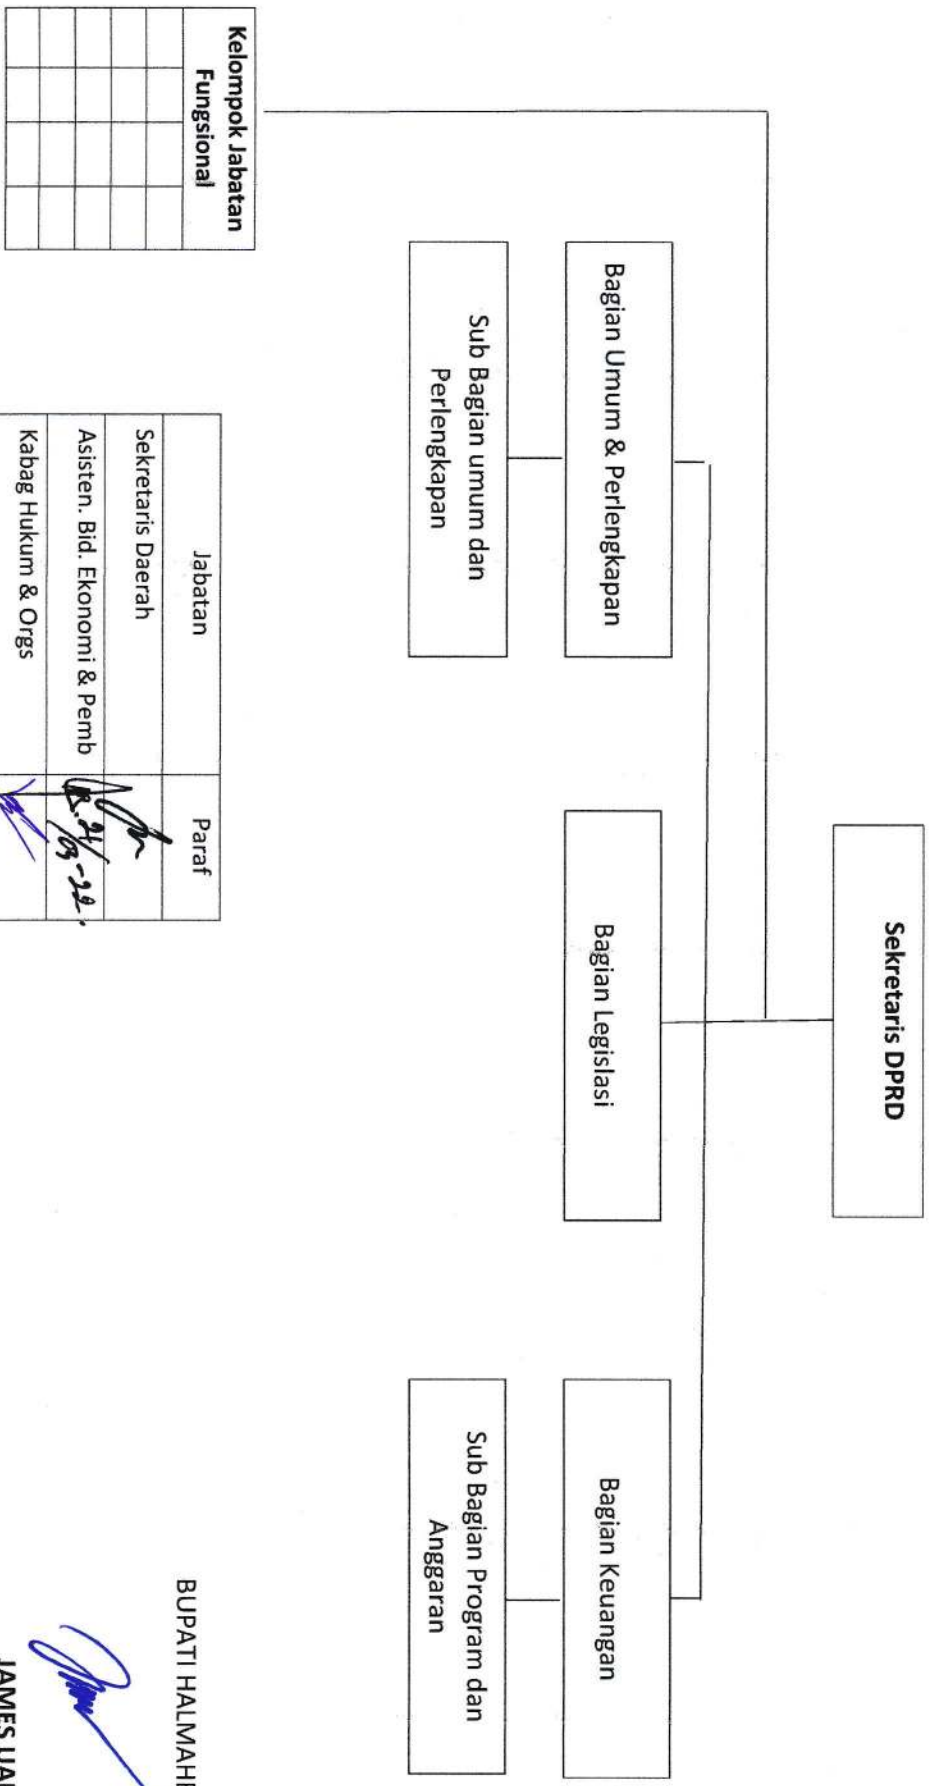 Sekretaris DPRD
Bagian Umum & Perlengkapan
Bagian Legislasi
Bagian Keuangan
Sub Bagian umum dan
Perlengkapan
Sub Bagian Program dan
Anggaran
Kelompok Jabatan
Fungsional
Jabatan
Paraf
Sekretaris Daerah
Asisten. Bid. Ekonomi & Pemb
Kabag Hukum & Orgs
BUPATI
JAMES